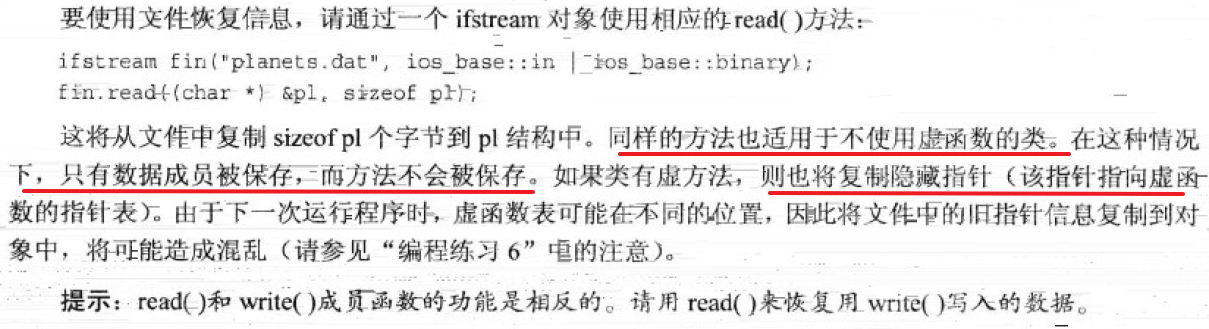 要使用文件恢复信息，请通过一个 ifstream 对象使用相应的 read( )方法：
ifstream fin("planets.dat", ios_base::in | ios_base::binary);
fin.read((char *) &pl, sizeof pl);
这将从文件中复制 sizeof pl 个字节到 pl 结构中。同样的方法也适用于不使用虚函数的类。在这种情况
下，只有数据成员被保存，而方法不会被保存。如果类有虚方法，则也将复制隐藏指针（该指针指向虚函
数的指针表）。由于下一次运行程序时，虚函数表可能在不同的位置，因此将文件中的旧指针信息复制到对
象中，将可能造成混乱（请参见“编程练习 6”中的注意）。
提示：read( )和 write( )成员函数的功能是相反的。请用 read( )来恢复用 write( )写入的数据。